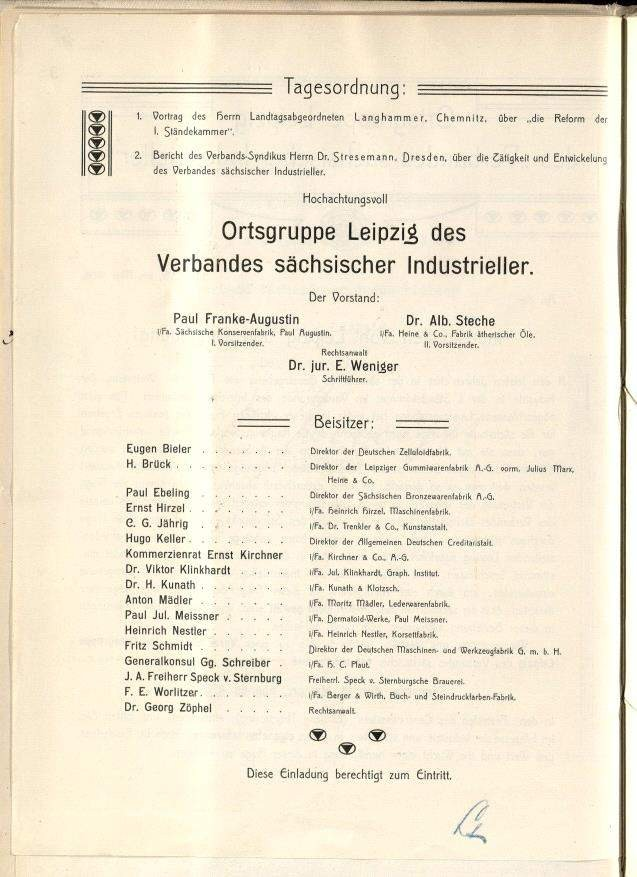 Tagesordnung:
1. Vortrag des Herrn Landtagsabgeordneten Langhammer, Chemnitz, über „die Reform der
I. Ständekammer“.
2. Bericht des Verbands-Syndikus Herrn Dr. Stresemann, Dresden, über die Tätigkeit und Entwickelung
des Verbandes sächsischer Industrieller.
Hochachtungsvoll
Ortsgruppe Leipzig des
Verbandes sächsischer Industrieller.
Der Vorstand:
Paul Franke-Augustin Dr. Alb. Steche
i/Fa. Sächsische Konservenfabrik, Paul Augustin. i/Fa. Heine & Co., Fabrik ätherischer Öle.
I. Vorsitzender. II. Vorsitzender.
Rechtsanwalt
Dr. jur. E. Weniger
Schriftführer.
Beisitzer:
Eugen Bieler . . . . . . . Direktor der Deutschen Zelluloidfabrik.
H. Brück . . . . . . . . . Direktor der Leipziger Gummiwarenfabrik A.-G. vorm. Julius Marx,
Heine & Co.
Paul Ebeling . . . . . . . Direktor der Sächsischen Bronzewarenfabrik A.-G.
Ernst Hirzel . . . . . . . . i/Fa. Heinrich Hirzel, Maschinenfabrik.
C. G. Jährig . . . . . . . i/Fa. Dr. Trenkler & Co., Kunstanstalt.
Hugo Keller . . . . . . . . Direktor der Allgemeinen Deutschen Creditanstalt.
Kommerzienrat Ernst Kirchner i/Fa. Kirchner & Co., A.-G.
Dr. Viktor Klinkhardt . . . . i/Fa. Jul. Klinkhardt, Graph. Institut.
Dr. H. Kunath . . . . . . . i/Fa. Kunath & Klotzsch.
Anton Mädler . . . . . . . i/Fa. Moritz Mädler, Lederwarenfabrik.
Paul Jul. Meissner . . . . . i/Fa. Dermatoid-Werke, Paul Meissner.
Heinrich Nestler . . . . . . i/Fa. Heinrich Nestler, Korsettfabrik.
Fritz Schmidt . . . . . . . Direktor der Deutschen Maschinen- und Werkzeugfabrik G. m. b. H.
Generalkonsul Gg. Schreiber . i/Fa. H. C. Plaut.
J. A. Freiherr Speck v. Sternburg Freiherrl. Speck v. Sternburgsche Brauerei.
F. E. Worlitzer . . . . . . . i/Fa. Berger & Wirth, Buch- und Steindruckfarben-Fabrik.
Dr. Georg Zöphel . . . . . Rechtsanwalt.
Diese Einladung berechtigt zum Eintritt.